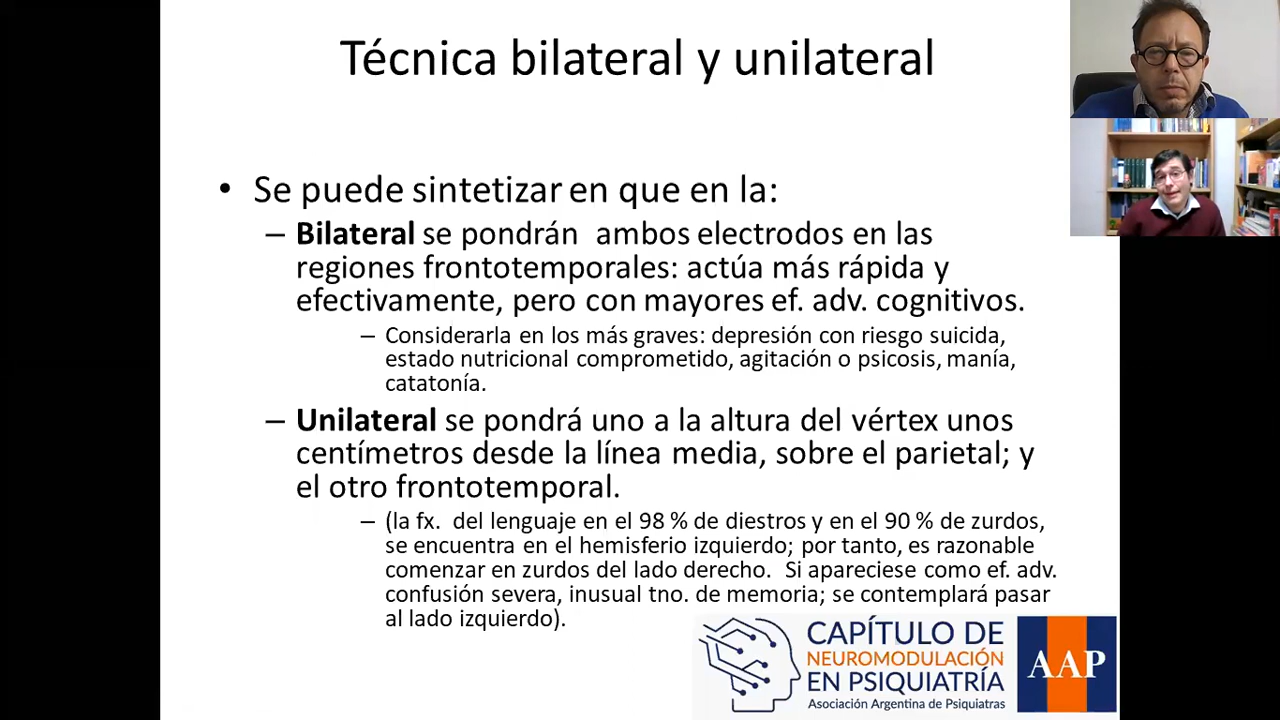 Técnica bilateral y unilateral
• Se puede sintetizar en que en la:
– Bilateral se pondrán ambos electrodos en las
regiones frontotemporales: actúa más rápida y
efectivamente, pero con mayores ef. adv. cognitivos.
– Considerarla en los más graves: depresión con riesgo suicida,
estado nutricional comprometido, agitación o psicosis, manía,
catatonía.
– Unilateral se pondrá uno a la altura del vértex unos
centímetros desde la línea media, sobre el parietal; y
el otro frontotemporal.
– (la fx. del lenguaje en el 98 % de diestros y en el 90 % de zurdos,
se encuentra en el hemisferio izquierdo; por tanto, es razonable
comenzar en zurdos del lado derecho. Si apareciese como ef. adv.
confusión severa, inusual tno. de memoria; se contemplará pasar
al lado izquierdo).
CAPÍTULO DE
NEUROMODULACIÓN
EN PSIQUIATRÍA
Asociación Argentina de Psiquiatras
AAP